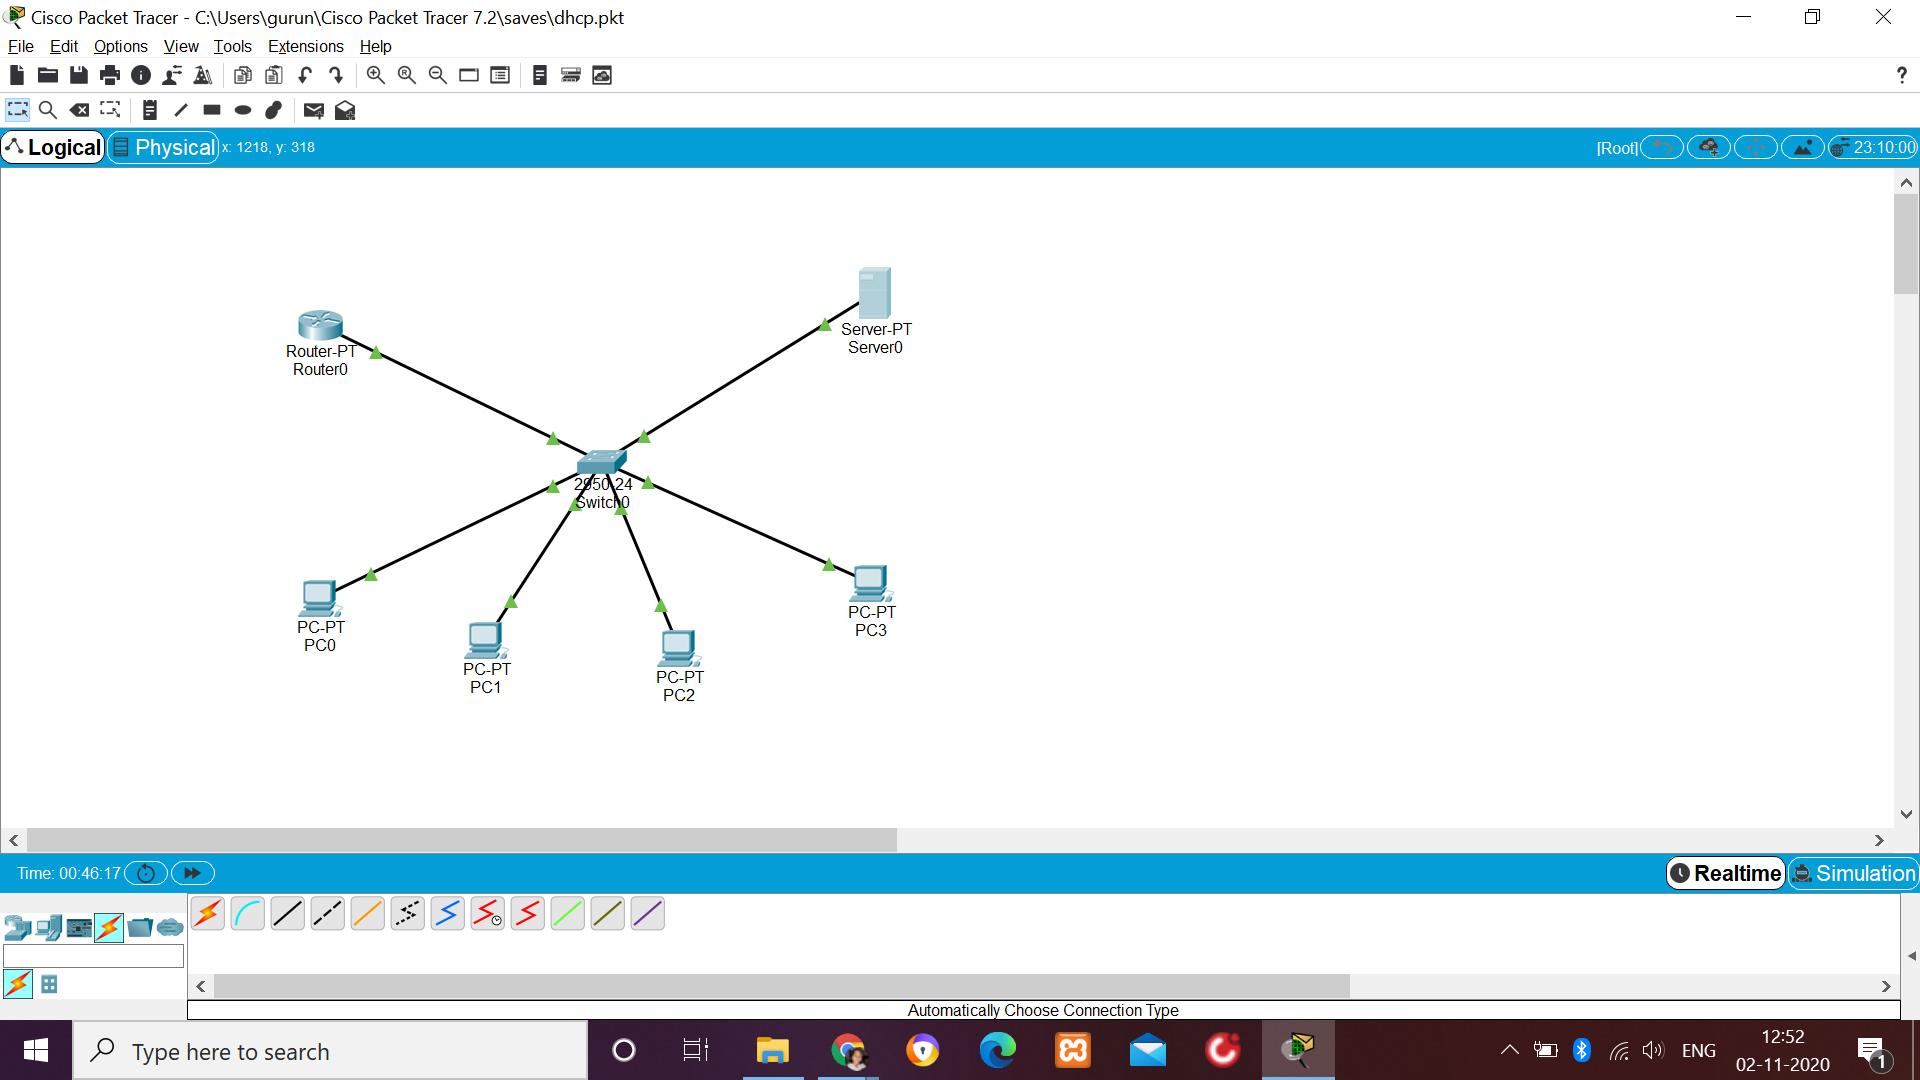 Cisco Packet Tracer - C:\Users\gurun\Cisco Packet Tracer 7.2\saves\dhcp.pkt
File Edit Options View Tools Extensions Help
?
Logical Physical x: 1218, y: 318 [Root] 23:10:00
Server-PT
Server0
Router-PT
Router0
2950-24
Switch0
PC-PT
PC3
PC-PT
PC0
PC-PT
PC1
PC-PT
PC2
Time: 00:46:17 Realtime Simulation
Automatically Choose Connection Type
Type here to search
ENG
12:52
02-11-2020
1